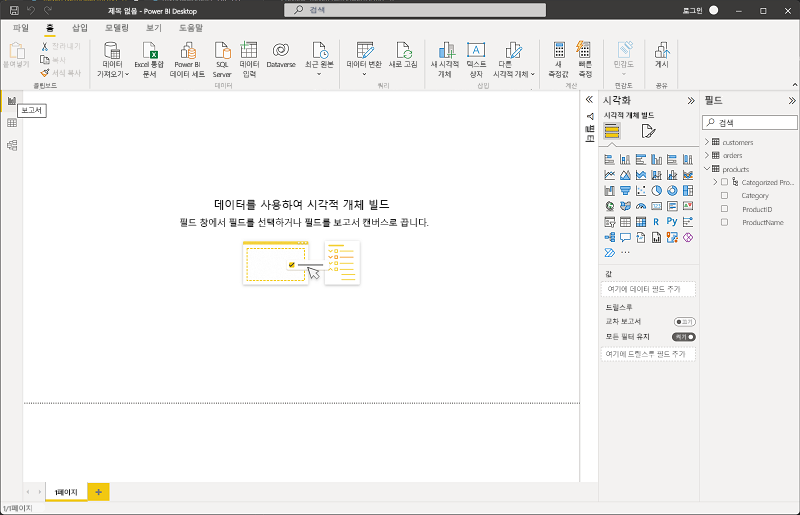 제목 없음 - Power BI Desktop
검색
로그인
파일
홈
삽입
모델링
보기
도움말
붙여넣기
잘라내기
복사
서식 복사
클립보드
데이터
가져오기
Excel 통합
문서
Power BI
데이터 세트
SQL
Server
데이터
입력
Dataverse
최근 원본
데이터
데이터 변환
새로 고침
쿼리
새 시각적
개체
텍스트
상자
다른
시각적 개체
삽입
새
측정값
빠른
측정
계산
민감도
민감도
게시
공유
보고서
데이터를 사용하여 시각적 개체 빌드
필드 창에서 필드를 선택하거나 필드를 보고서 캔버스로 끕니다.
필터
시각화
시각적 개체 빌드
R
Py
값
여기에 데이터 필드 추가
드릴스루
교차 보고서
끄기
모든 필터 유지
켜기
여기에 드릴스루 필드 추가
필드
검색
customers
orders
products
Categorized Pro...
Category
ProductID
ProductName
1페이지
1/1페이지